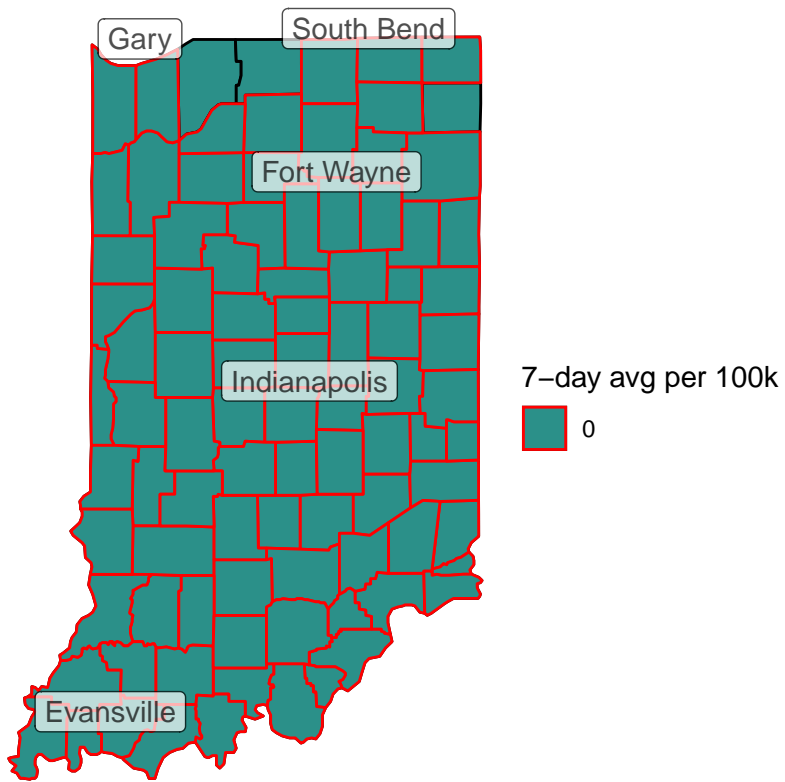 Gary
South Bend
Fort Wayne
Indianapolis
7−day avg per 100k
0
Evansville